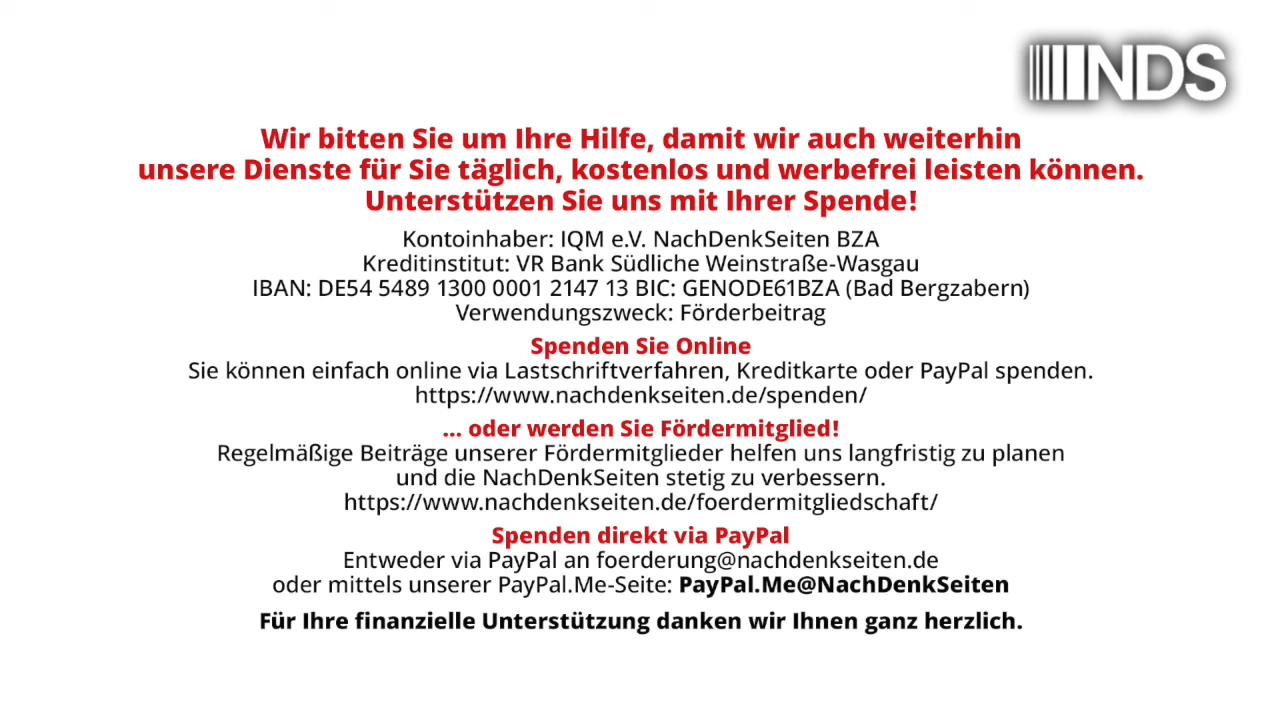 NDS
Wir bitten Sie um Ihre Hilfe, damit wir auch weiterhin
unsere Dienste für Sie täglich, kostenlos und werbefrei leisten können.
Unterstützen Sie uns mit Ihrer Spende!
Kontoinhaber: IQM e.V. NachDenkSeiten BZA
Kreditinstitut: VR Bank Südliche Weinstraße-Wasgau
IBAN: DE54 5489 1300 0001 2147 13 BIC: GENODE61BZA (Bad Bergzabern)
Verwendungszweck: Förderbeitrag
Spenden Sie Online
Sie können einfach online via Lastschriftverfahren, Kreditkarte oder PayPal spenden.
https://www.nachdenkseiten.de/spenden/
... oder werden Sie Fördermitglied!
Regelmäßige Beiträge unserer Fördermitglieder helfen uns langfristig zu planen
und die NachDenkSeiten stetig zu verbessern.
https://www.nachdenkseiten.de/foerdermitgliedschaft/
Spenden direkt via PayPal
Entweder via PayPal an foerderung@nachdenkseiten.de
oder mittels unserer PayPal.Me-Seite: PayPal.Me@NachDenkSeiten
Für Ihre finanzielle Unterstützung danken wir Ihnen ganz herzlich.